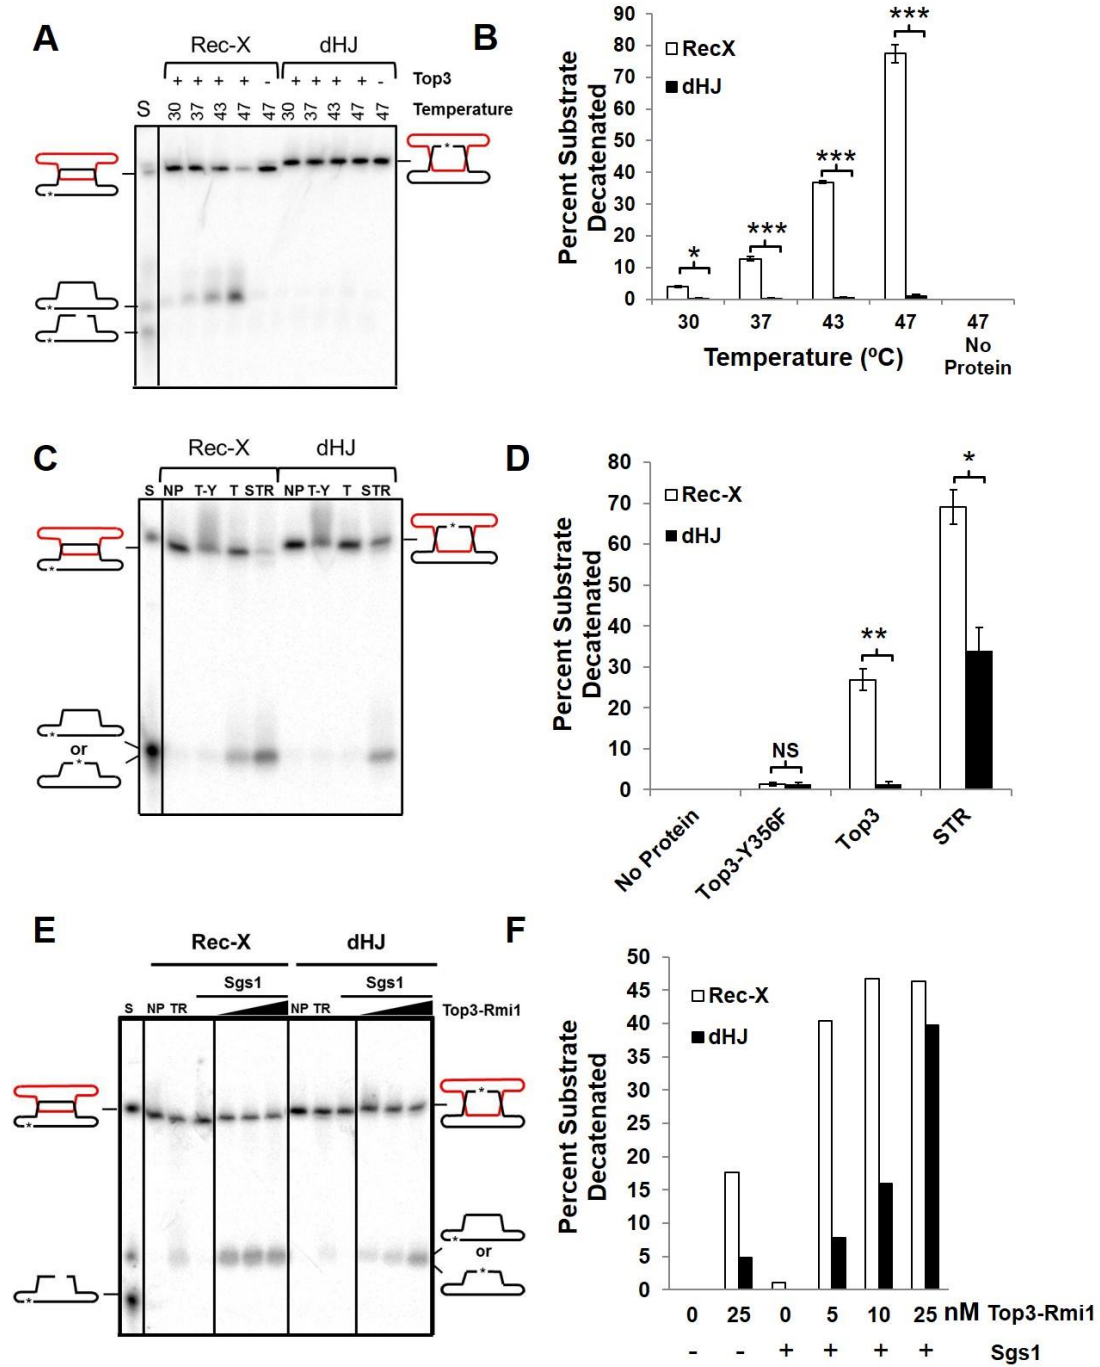 A
Rec-X dHJ
+ + + + - + + + + - Top3
S 30 37 43 47 47 30 37 43 47 47 Temperature
* *
*
*
B
90
80
70
60
50
40
30
20
10
0
Percent Substrate
Decatenated
RecX
dHJ
* *** *** ***
30 37 43 47 47
No
Protein
Temperature (ºC)
C
Rec-X dHJ
S NP T-Y T STR NP T-Y T STR
* *
*
or
*
D
80
70
60
50
40
30
20
10
0
Percent Substrate
Decatenated
Rec-X
dHJ
NS ** *
No Protein
Top3-Y356F
Top3
STR
E
Rec-X dHJ
Sgs1 Sgs1
S NP TR NP TR Top3-Rmi1
* *
*
or
*
*
F
50
45
40
35
30
25
20
15
10
5
0
Percent Substrate
Decatenated
Rec-X
dHJ
0 25 0 5 10 25 nM Top3-Rmi1
- - + + + + Sgs1